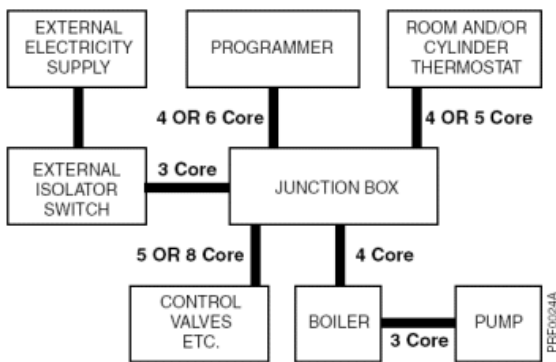 EXTERNAL
ELECTRICITY
SUPPLY
PROGRAMMER
ROOM AND/OR
CYLINDER
THERMOSTAT
4 OR 6 Core
4 OR 5 Core
EXTERNAL
ISOLATOR
SWITCH
3 Core
JUNCTION BOX
5 OR 8 Core
4 Core
CONTROL
VALVES
ETC.
BOILER
3 Core
PUMP